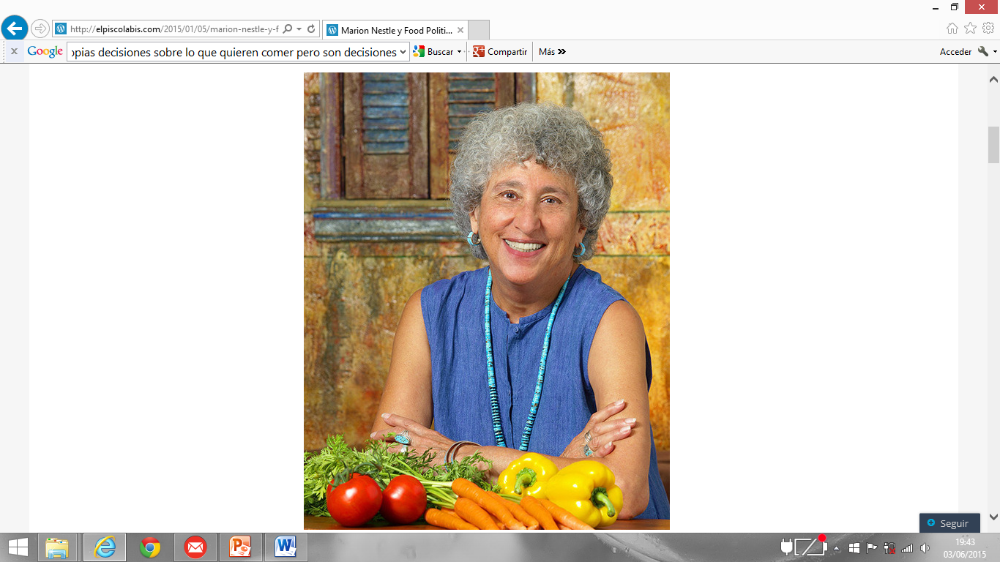 http://elpiscolabis.com/2015/01/05/marion-nestle-y-f
Marion Nestle y Food Politi...
x Google opias decisiones sobre lo que quieren comer pero son decisiones Buscar Compartir Más Acceder
Seguir
19:43
03/06/2015